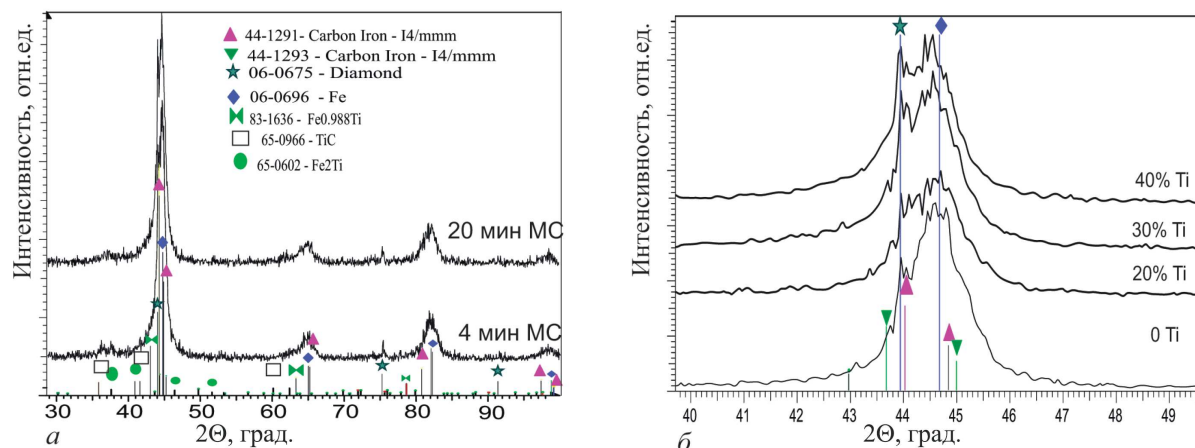 Интенсивность, отн.ед.
44-1291- Carbon Iron - I4/mmm
44-1293 - Carbon Iron - I4/mmm
06-0675 - Diamond
06-0696 - Fe
83-1636 - Fe0.988Ti
65-0966 - TiC
65-0602 - Fe2Ti
20 мин МС
4 мин МС
30 40 50 60 70 80 90
а
2Θ, град.
Интенсивность, отн.ед.
40% Ti
30% Ti
20% Ti
0 Ti
40 41 42 43 44 45 46 47 48 49
б
2Θ, град.